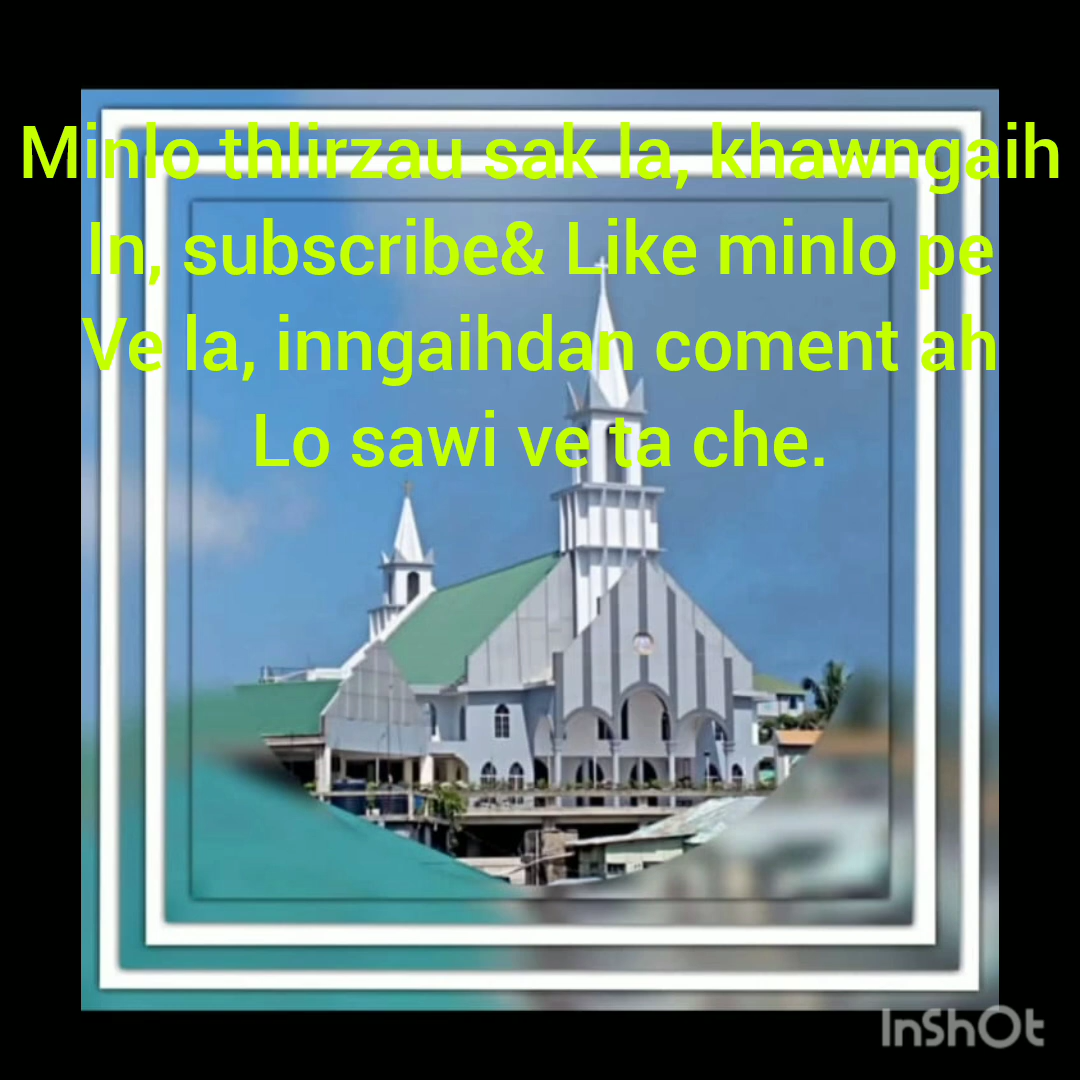 Minlo thlirzau sak la, khawngaih
In, subscribe& Like minlo pe
Ve la, inngaihdan coment ah
Lo sawi ve ta che.
InShOt